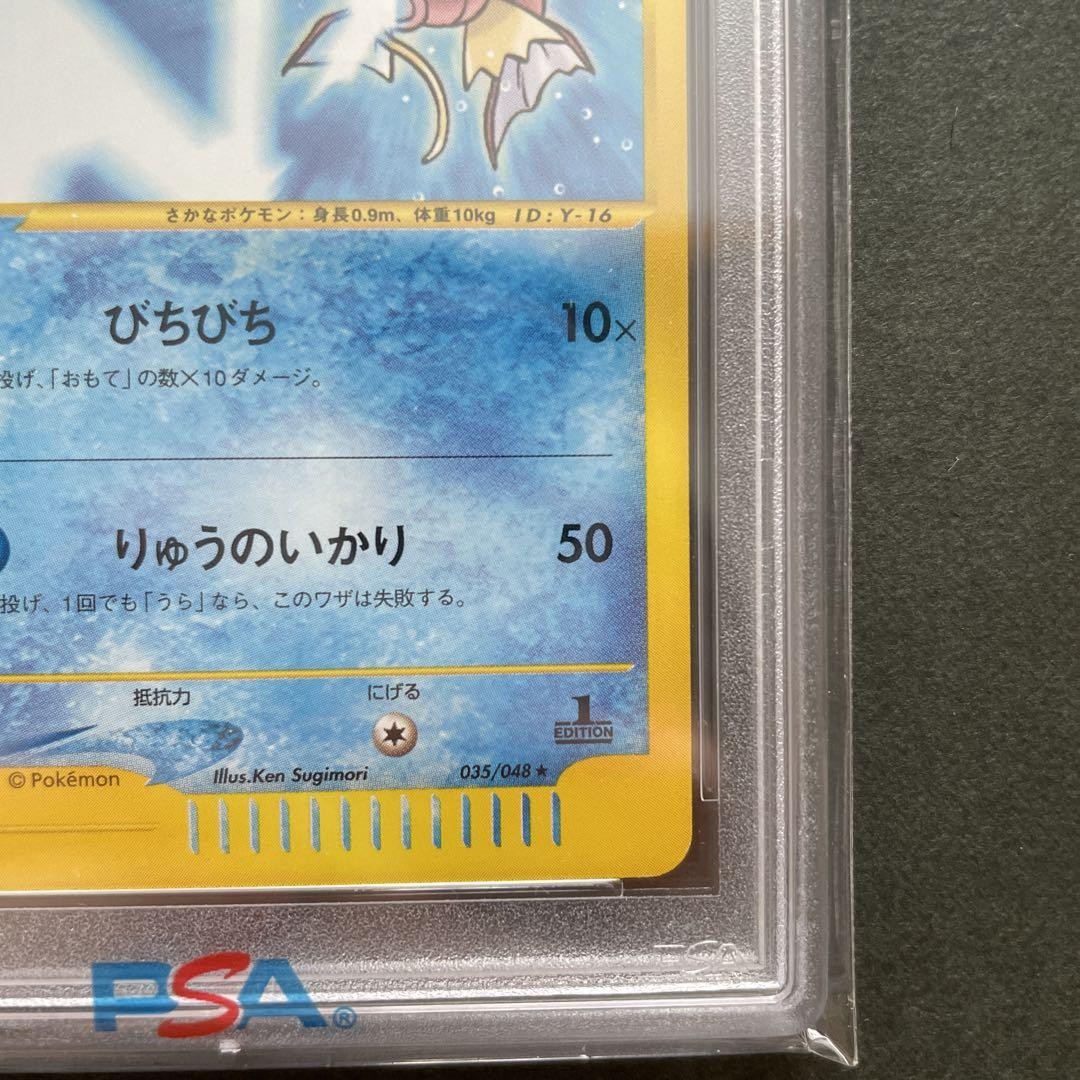 さかなポケモン：身長0.9m、体重10kg ID:Y-16
びちびち 10×
投げ、「おもて」の数×10ダメージ。
りゅうのいかり 50
投げ、1回でも「うら」なら、このワザは失敗する。
抵抗力 にげる
1 EDITION
© Pokémon Illus.Ken Sugimori 035/048★
PSA
PSA®